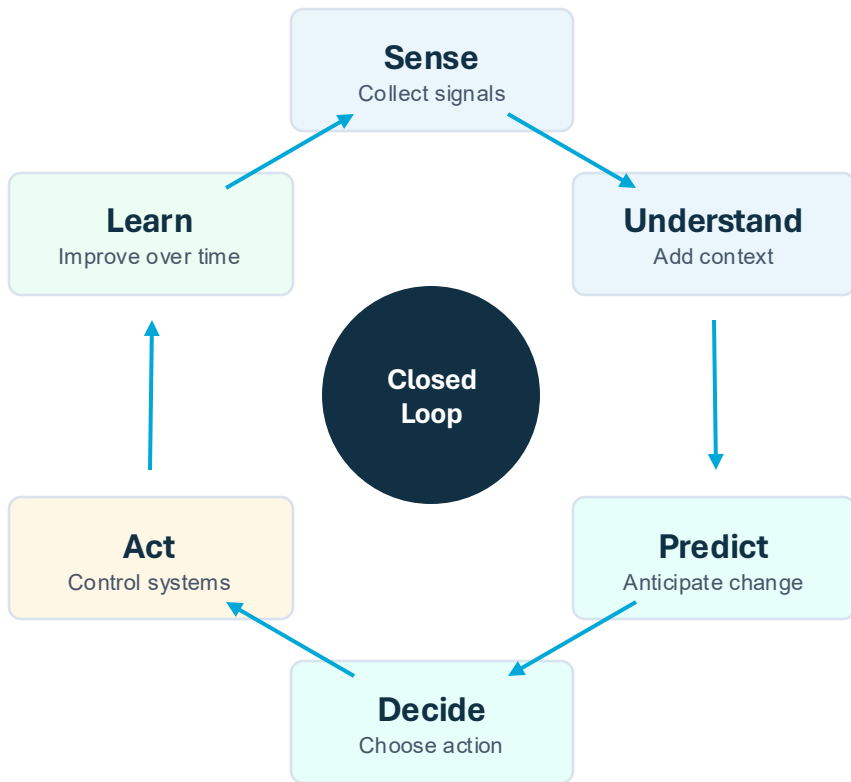 Sense
Collect signals
Learn
Improve over time
Understand
Add context
Closed
Loop
Act
Control systems
Predict
Anticipate change
Decide
Choose action